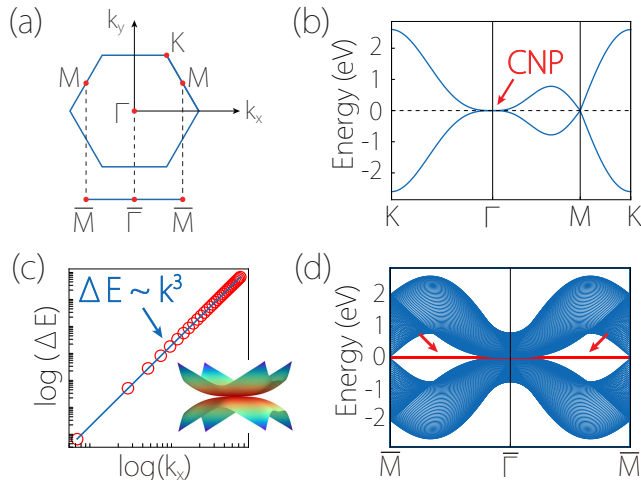 (a)
k_y
K
M
M
Γ
k_x
M̅
Γ̅
M̅
(b)
Energy (eV)
2
1
0
-1
-2
CNP
K
Γ
M
K
(c)
log (ΔE)
ΔE ~ k³
log(k_x)
(d)
Energy (eV)
2
1
0
-1
-2
M̅
Γ̅
M̅